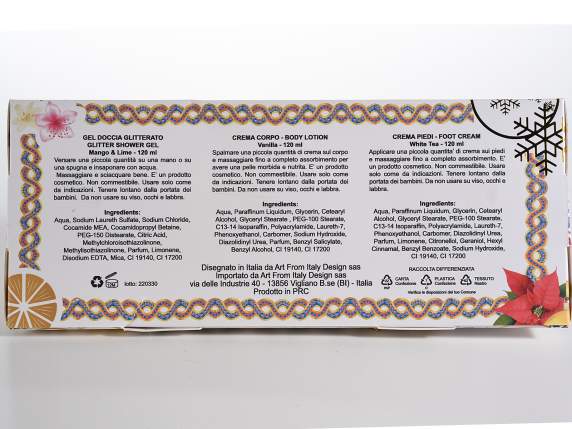 GEL DOCCIA GLITTERATO
GLITTER SHOWER GEL
Mango & Lime - 120 ml
Versare una piccola quantità su una mano o su
una spugna e insaponare con acqua.
Massaggiare e sciacquare bene. E' un prodotto
cosmetico. Non commestibile. Usare solo come
da indicazioni. Tenere lontano dalla portata dei
bambini. Da non usare su viso, occhi e labbra.
Ingredients:
Aqua, Sodium Laureth Sulfate, Sodium Chloride,
Cocamide MEA, Cocamidopropyl Betaine,
PEG-150 Distearate, Citric Acid,
Methylchloroisothiazolinone,
Methylisothiazolinone, Parfum, Limonene,
Disodium EDTA, Mica, CI 19140, CI 17200
CREMA CORPO - BODY LOTION
Vanilla - 120 ml
Spalmare una piccola quantità di crema sul corpo
e massaggiare fino a completo assorbimento per
avere una pelle morbida e nutrita. E' un prodotto
cosmetico. Non commestibile. Usare solo come
da indicazioni. Tenere lontano dalla portata dei
bambini. Da non usare su viso, occhi e labbra.
Ingredients:
Aqua, Paraffinum Liquidum, Glycerin, Cetearyl
Alcohol, Glyceryl Stearate , PEG-100 Stearate,
C13-14 Isoparaffin, Polyacrylamide, Laureth-7,
Phenoxyethanol, Carbomer, Sodium Hydroxide,
Diazolidinyl Urea, Parfum, Benzyl Salicylate,
Benzyl Alcohol, CI 19140, CI 17200
CREMA PIEDI - FOOT CREAM
White Tea - 120 ml
Applicare una piccola quantita' di crema sui piedi
e massaggiare fino a completo assorbimento. E'
un prodotto cosmetico. Non commestibile. Usare
solo come da indicazioni. Tenere lontano dalla
portata dei bambini. Da non usare su viso, occhi e
labbra.
Ingredients:
Aqua, Paraffinum Liquidum, Glycerin, Cetearyl
Alcohol, Glyceryl Stearate, PEG-100 Stearate,
C13-14 Isoparaffin, Polyacrylamide, Laureth-7,
Phenoxyethanol, Carbomer, Diazolidinyl Urea,
Parfum, Limonene, Citronellol, Geraniol, Hexyl
Cinnamal, Benzyl Benzoate, Sodium Hydroxide,
CI 19140, CI 17200
lotto: 220330
Disegnato in Italia da Art From Italy Design sas
Importato da Art From Italy Design sas
via delle Industrie 40 - 13856 Vigliano B.se (BI) - Italia
Prodotto in PRC
RACCOLTA DIFFERENZIATA
CARTA PLASTICA TESSUTO
Confezione Confezione Nastro
Verifica le disposizioni del tuo Comune